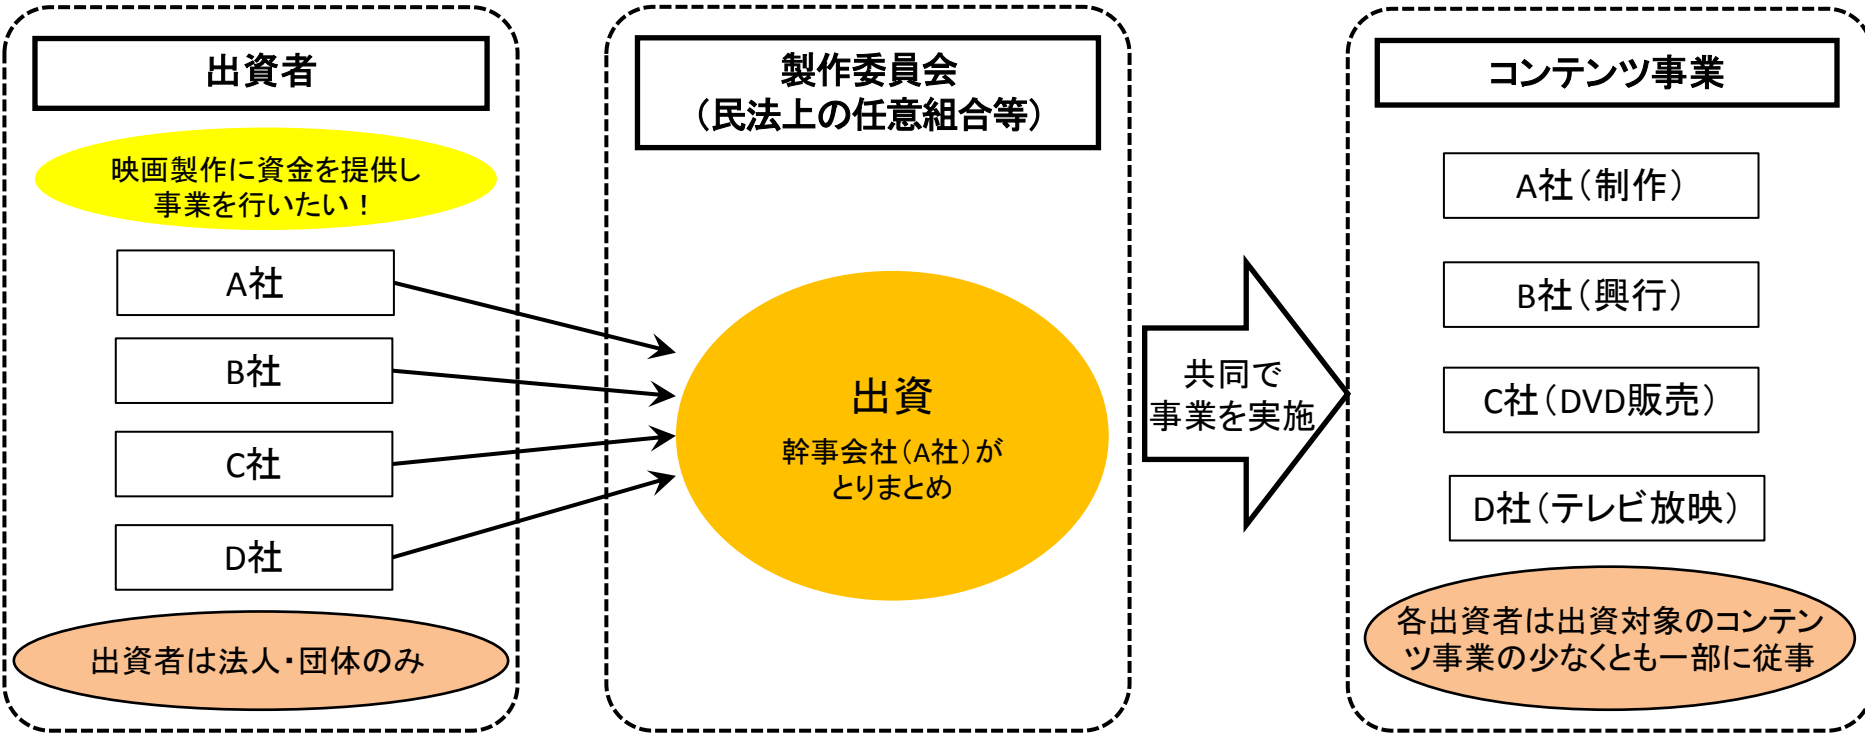 出資者
映画製作に資金を提供し
事業を行いたい！
A社
B社
C社
D社
出資者は法人・団体のみ
製作委員会
（民法上の任意組合等）
出資
幹事会社（A社）が
とりまとめ
共同で
事業を実施
コンテンツ事業
A社（制作）
B社（興行）
C社（DVD販売）
D社（テレビ放映）
各出資者は出資対象のコンテン
ツ事業の少なくとも一部に従事